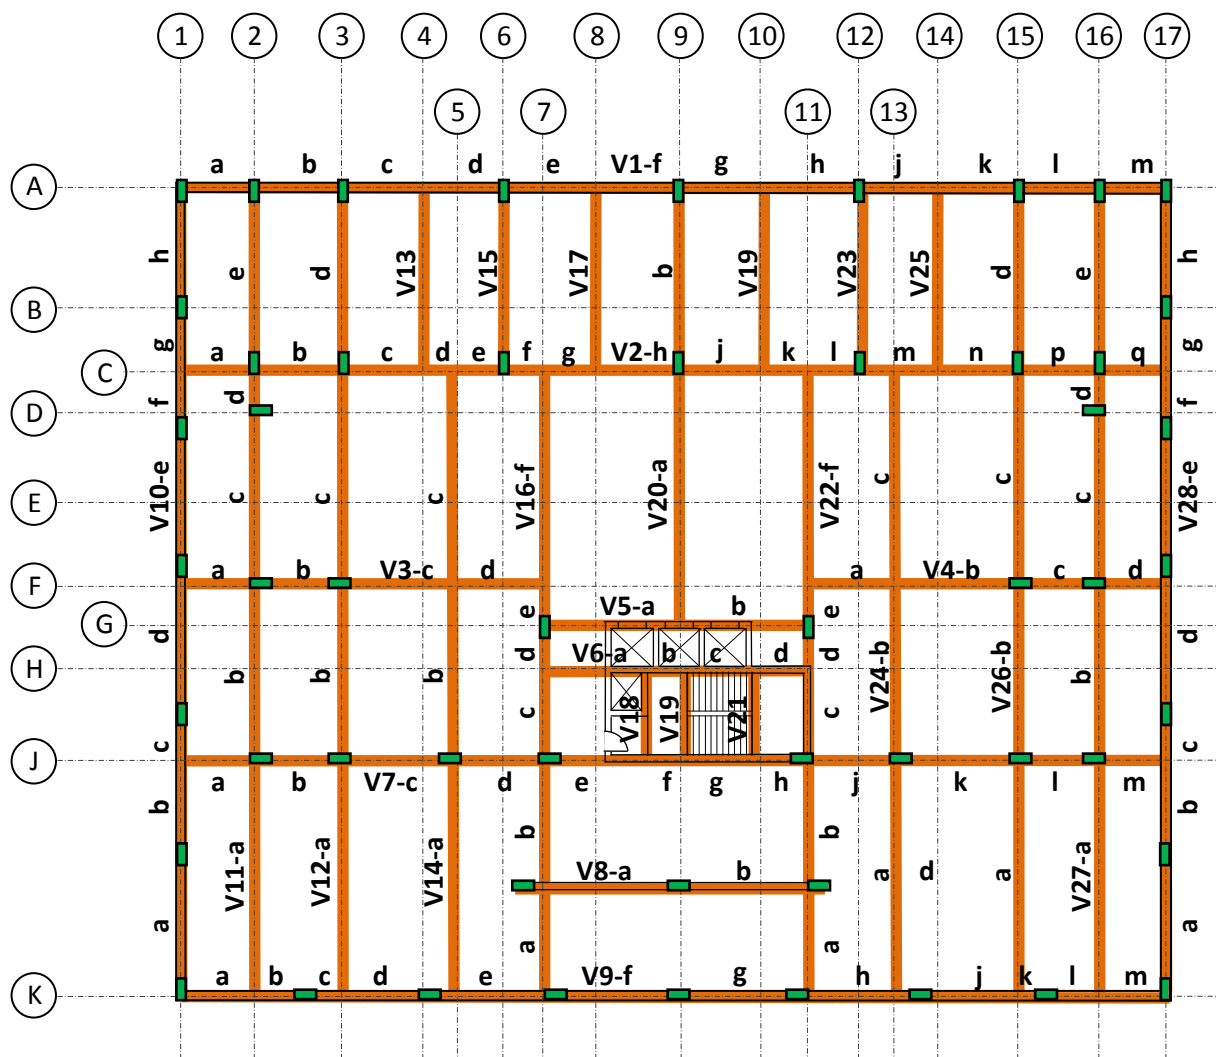 1 2 3 4 6 8 9 10 12 14 15 16 17
5 7 11 13
a b c d e V1-f g h j k l m
A
h e d V13 V15 V17 b V19 V23 V25 d e h
B
g a b c d e f g V2-h j k l m n p q g
C
f d d f
D
V10-e c c c V16-f V20-a V22-f c c c V28-e
E
a b V3-c d a V4-b c d
F
e V5-a b e
G
d d V6-a b c d d d
H
b b b c V18 V19 V21 c V24-b V26-b b
c c
J
a b V7-c d e f g h j k l m
b b b b
V11-a V12-a V14-a V8-a b a d a V27-a
a a a a
a b c d e V9-f g h j k l m
K